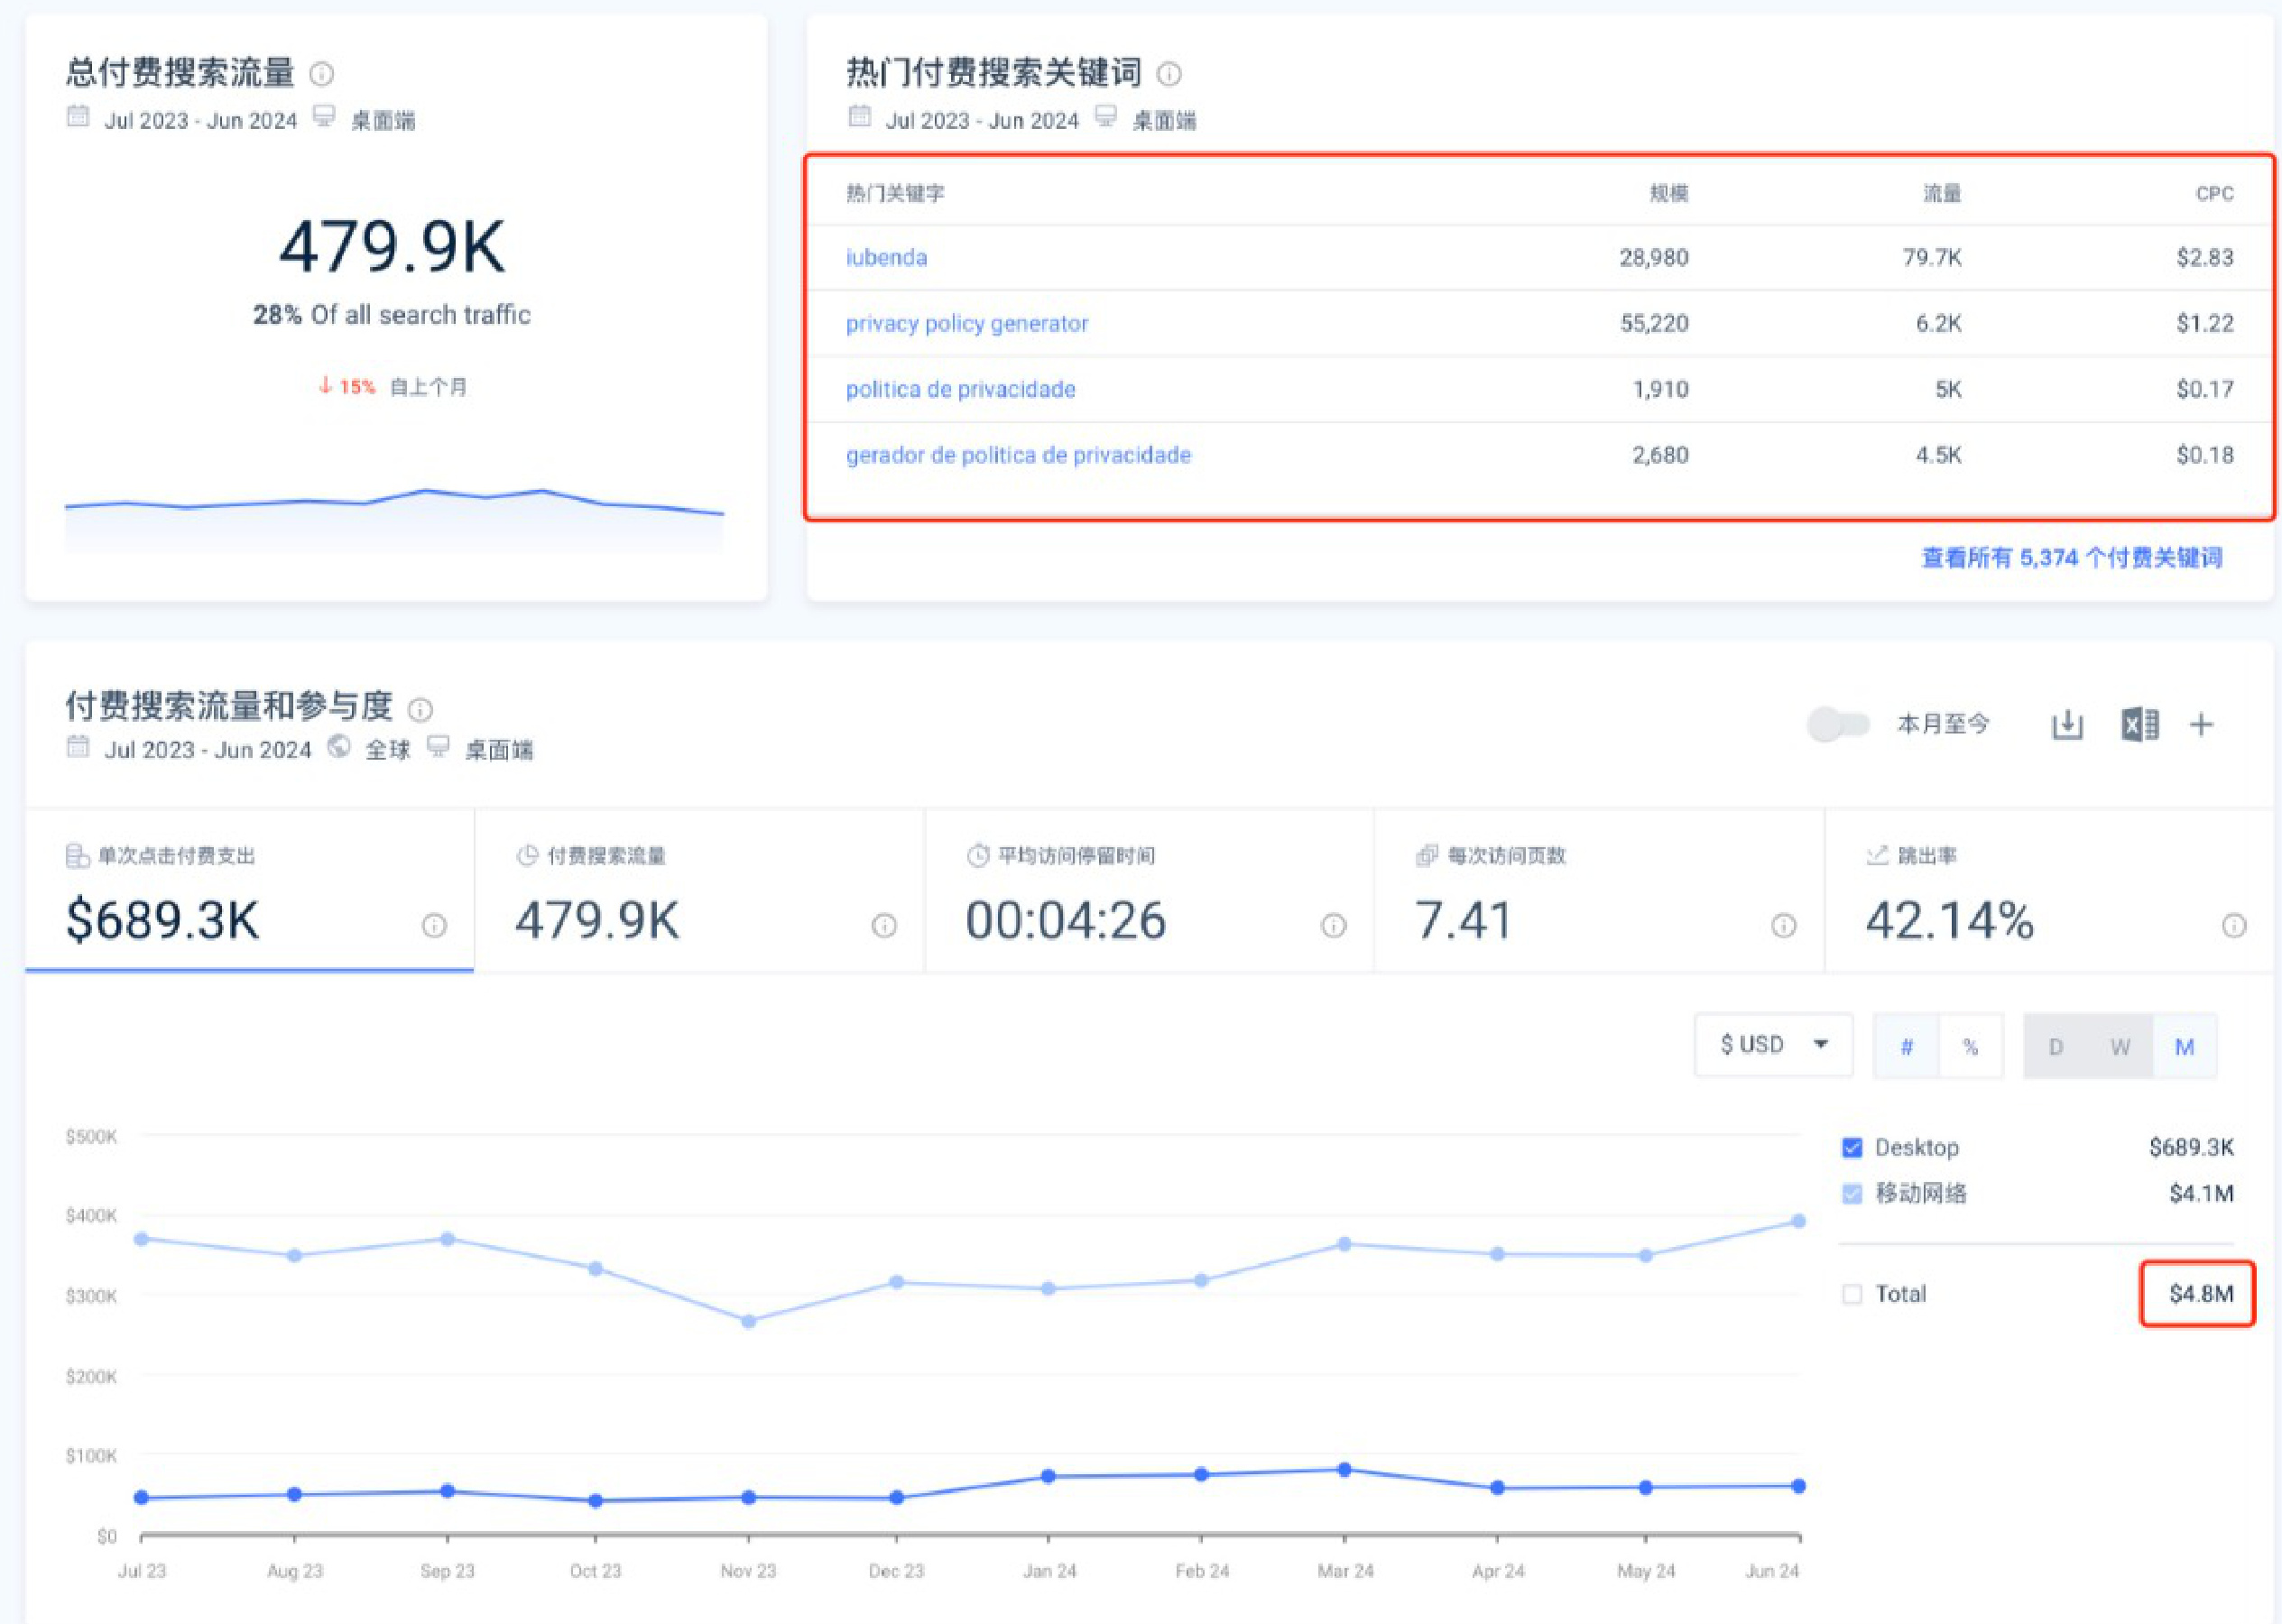 总付费搜索流量
Jul 2023 - Jun 2024 桌面端
479.9K
28% Of all search traffic
↓ 15% 自上个月
热门付费搜索关键词
Jul 2023 - Jun 2024 桌面端
热门关键字 规模 流量 CPC
iubenda 28,980 79.7K $2.83
privacy policy generator 55,220 6.2K $1.22
politica de privacidade 1,910 5K $0.17
gerador de politica de privacidade 2,680 4.5K $0.18
查看所有 5,374 个付费关键词
付费搜索流量和参与度
Jul 2023 - Jun 2024 全球 桌面端
本月至今
单次点击付费支出
$689.3K
付费搜索流量
479.9K
平均访问停留时间
00:04:26
每次访问页数
7.41
跳出率
42.14%
$ USD # % D W M
$500K
$400K
$300K
$200K
$100K
$0
Jul 23 Aug 23 Sep 23 Oct 23 Nov 23 Dec 23 Jan 24 Feb 24 Mar 24 Apr 24 May 24 Jun 24
Desktop $689.3K
移动网络 $4.1M
Total $4.8M